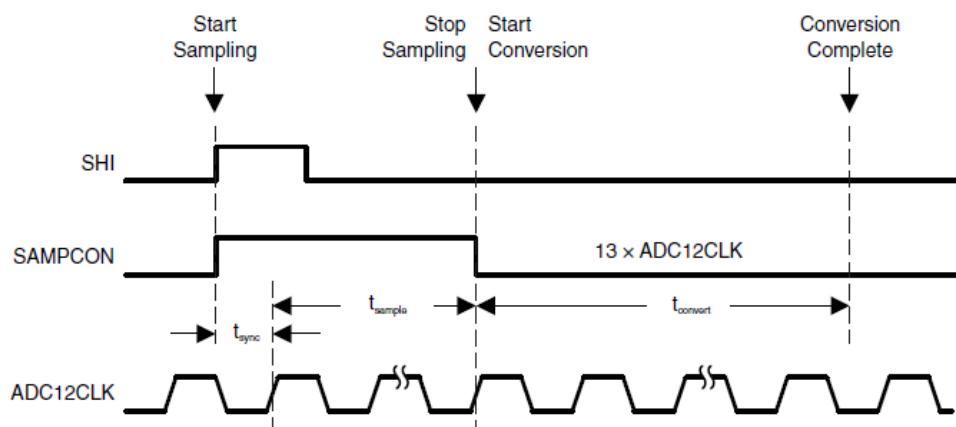 Start
Sampling
Stop
Sampling
Start
Conversion
Conversion
Complete
SHI
SAMPCON
13 × ADC12CLK
tsample
tconvert
tsync
ADC12CLK